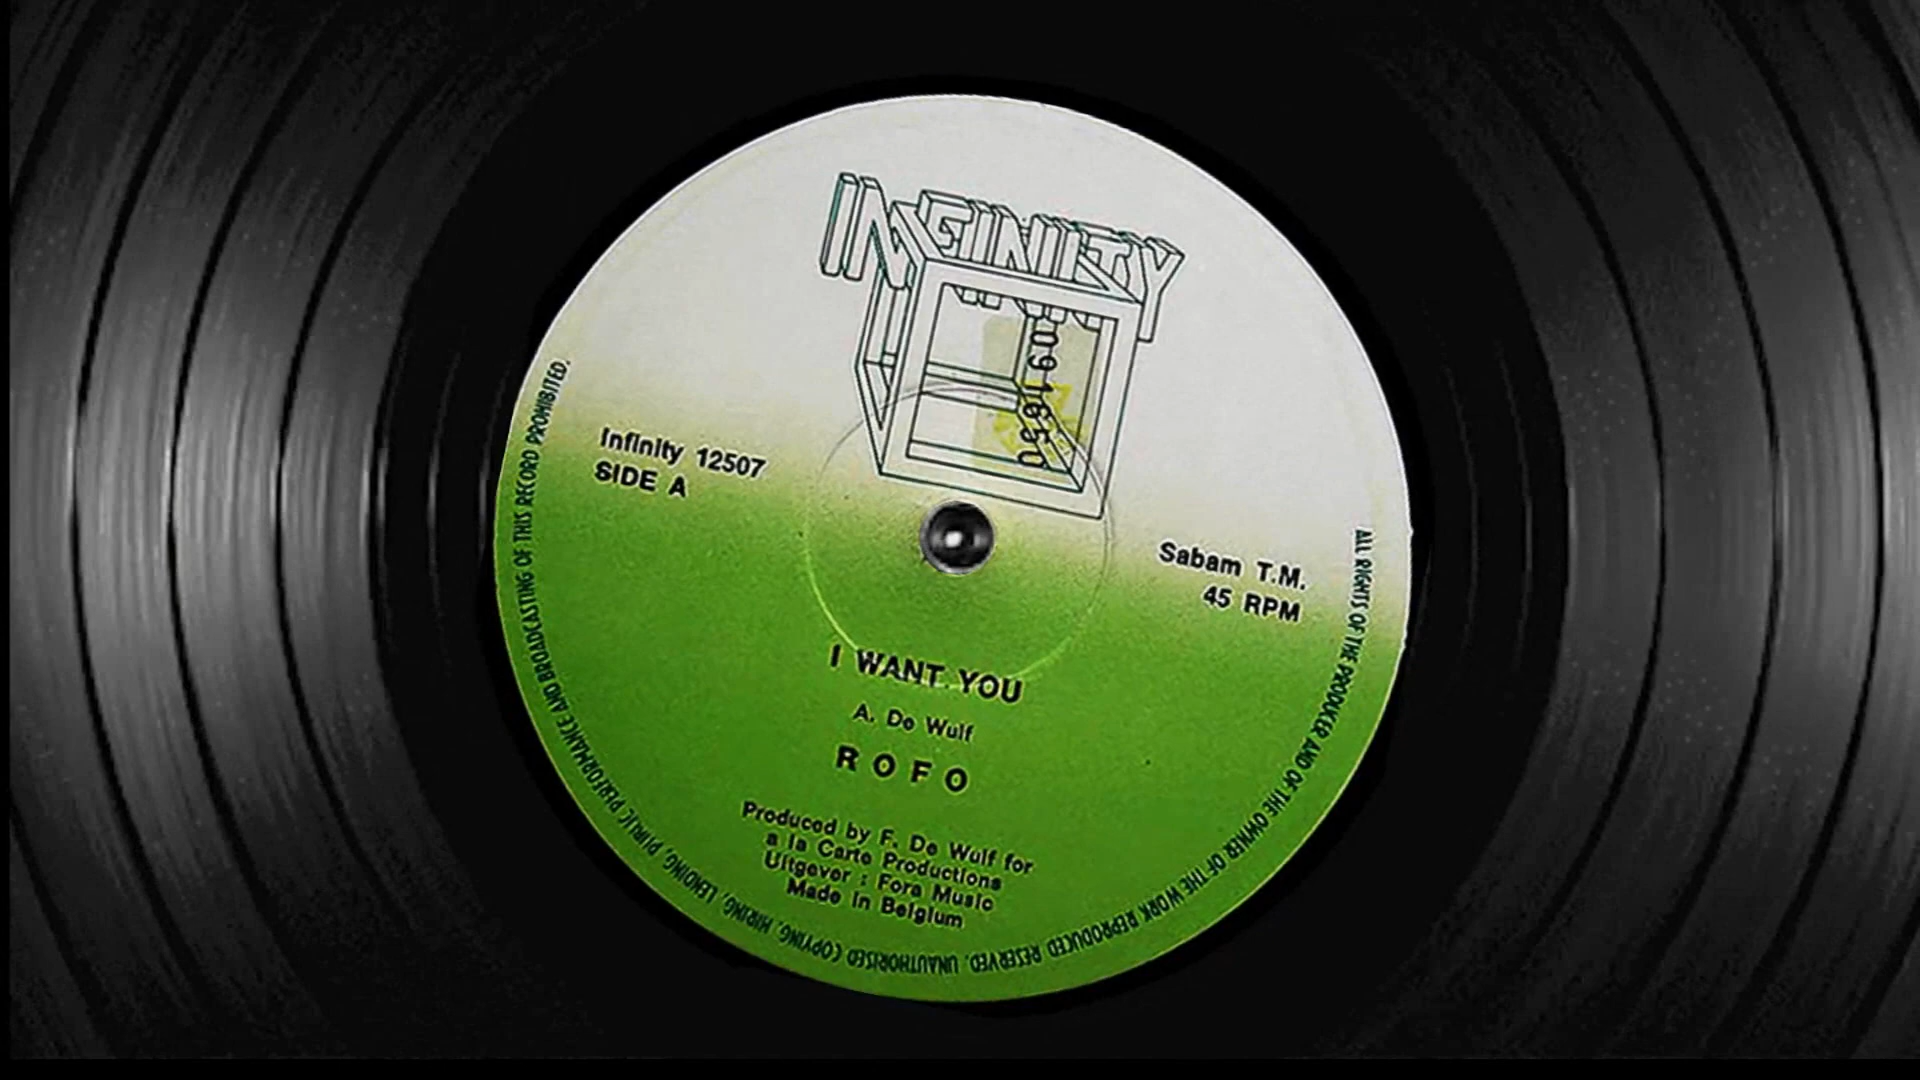 INFINITY
091650
Infinity 12507
SIDE A
Sabam T.M.
45 RPM
I WANT YOU
A. De Wulf
ROFO
Produced by F. De Wulf for
a la Carte Productions
Uitgever : Fora Music
Made in Belgium
ALL RIGHTS OF THE PRODUCER AND OF THE OWNER OF THE WORK REPRODUCED RESERVED. UNAUTHORISED COPYING, HIRING, LENDING, PUBLIC PERFORMANCE AND BROADCASTING OF THIS RECORD PROHIBITED.